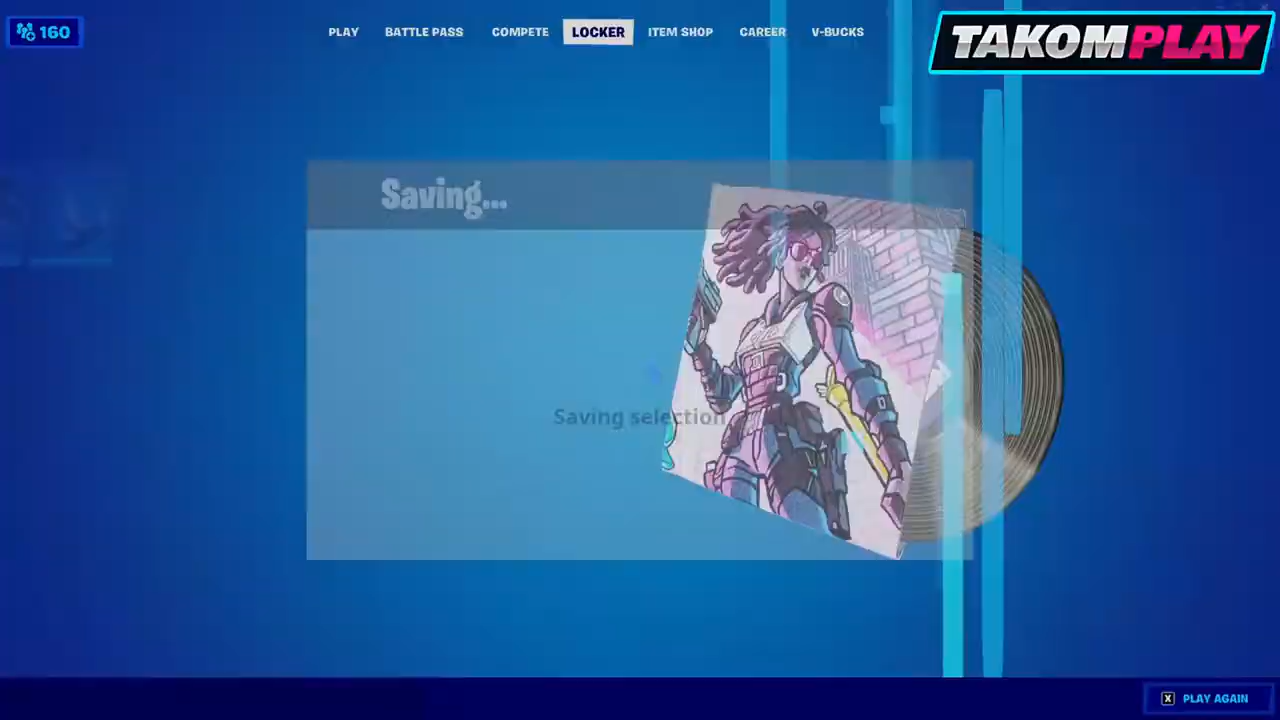 160
PLAY
BATTLE PASS
COMPETE
LOCKER
ITEM SHOP
CAREER
V-BUCKS
TAKOMPLAY
Saving...
Saving selection
X PLAY AGAIN